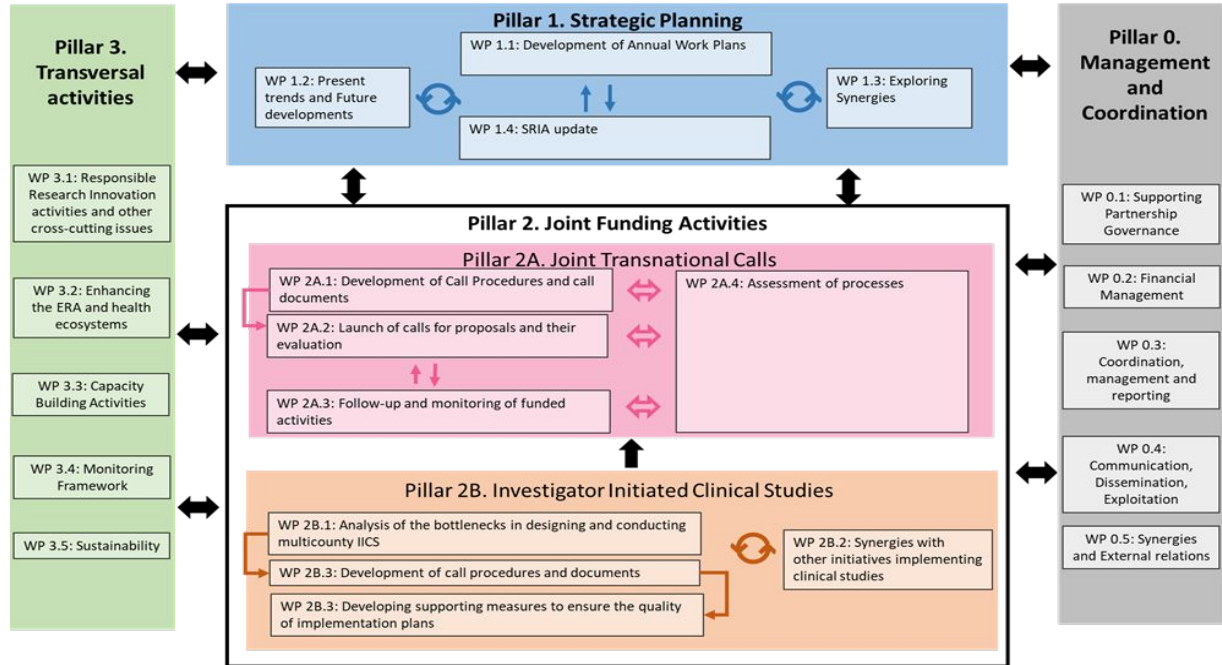 Pillar 3.
Transversal
activities
WP 3.1: Responsible
Research Innovation
activities and other
cross-cutting issues
WP 3.2: Enhancing
the ERA and health
ecosystems
WP 3.3: Capacity
Building Activities
WP 3.4: Monitoring
Framework
WP 3.5: Sustainability
Pillar 1. Strategic Planning
WP 1.1: Development of Annual Work Plans
WP 1.2: Present
trends and Future
developments
WP 1.3: Exploring
Synergies
WP 1.4: SRIA update
Pillar 2. Joint Funding Activities
Pillar 2A. Joint Transnational Calls
WP 2A.1: Development of Call Procedures and call
documents
WP 2A.2: Launch of calls for proposals and their
evaluation
WP 2A.3: Follow-up and monitoring of funded
activities
WP 2A.4: Assessment of processes
Pillar 2B. Investigator Initiated Clinical Studies
WP 2B.1: Analysis of the bottlenecks in designing and conducting
multicounty IICS
WP 2B.3: Development of call procedures and documents
WP 2B.3: Developing supporting measures to ensure the quality
of implementation plans
WP 2B.2: Synergies with
other initiatives implementing
clinical studies
Pillar 0.
Management
and
Coordination
WP 0.1: Supporting
Partnership
Governance
WP 0.2: Financial
Management
WP 0.3:
Coordination,
management and
reporting
WP 0.4:
Communication,
Dissemination,
Exploitation
WP 0.5: Synergies
and External relations